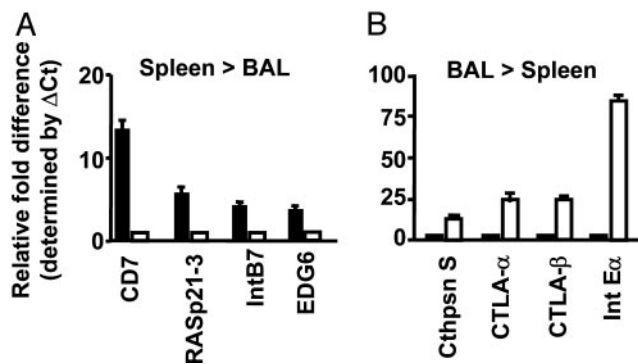 A
Spleen > BAL
Relative fold difference
(determined by ΔCt)
20
10
0
CD7
RASp21-3
IntB7
EDG6
B
BAL > Spleen
100
75
50
25
0
Cthpsn S
CTLA-α
CTLA-β
Int Eα